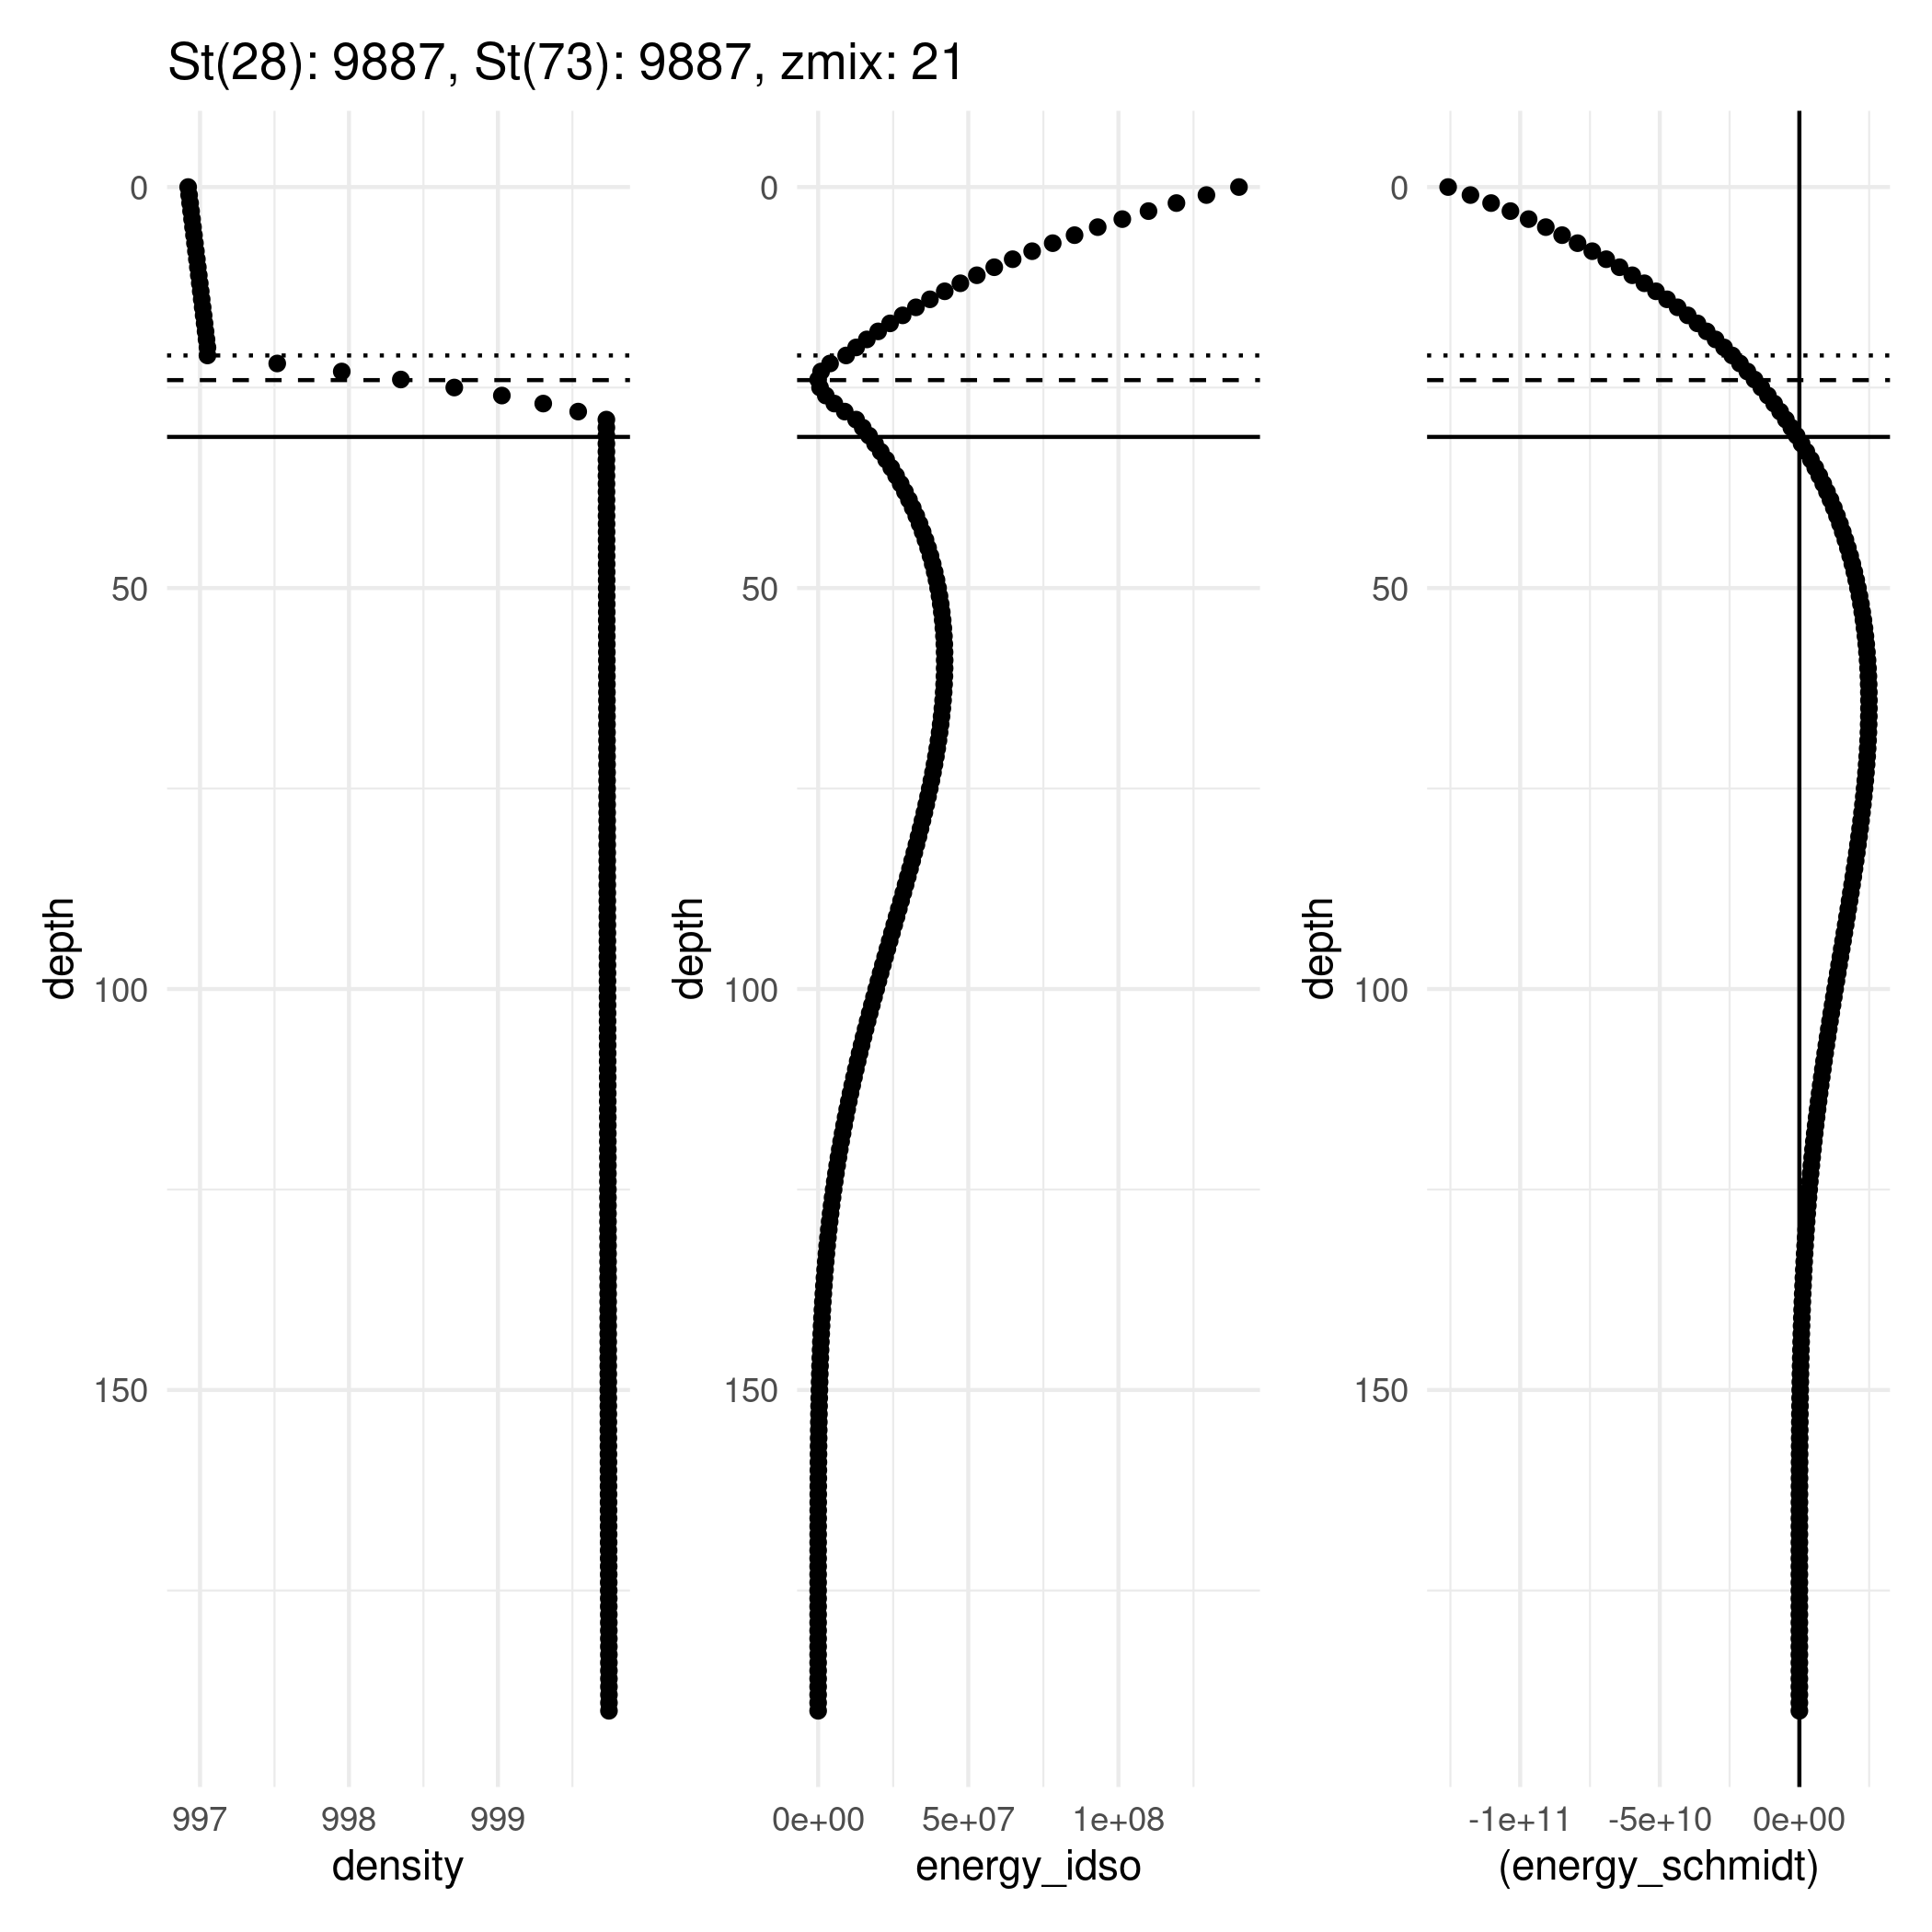 St(28): 9887, St(73): 9887, zmix: 21
0
50
100
150
depth
997 998 999
density
0
50
100
150
depth
0e+00 5e+07 1e+08
energy_idso
0
50
100
150
depth
-1e+11 -5e+10 0e+00
(energy_schmidt)